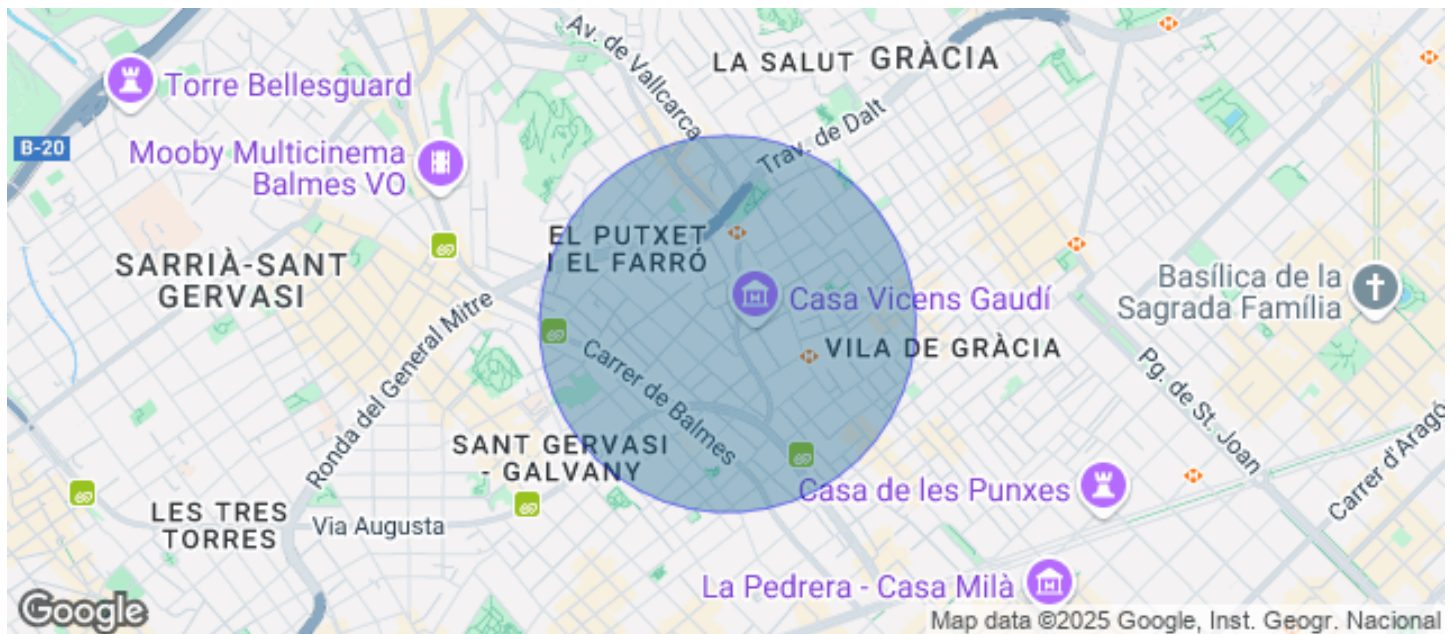 Av. de Vallcarca
LA SALUT
GRÀCIA
Torre Bellesguard
Trav. de Dalt
B-20
Mooby Multicinema
Balmes VO
EL PUTXET
I EL FARRÓ
SARRIÀ-SANT
GERVASI
Casa Vicens Gaudí
Basílica de la
Sagrada Família
Ronda del General Mitre
VILA DE GRÀCIA
Carrer de Balmes
Pg. de St. Joan
Carrer d'Aragó
SANT GERVASI
- GALVANY
Casa de les Punxes
LES TRES
TORRES
Via Augusta
La Pedrera - Casa Milà
Google
Map data ©2025 Google, Inst. Geogr. Nacional